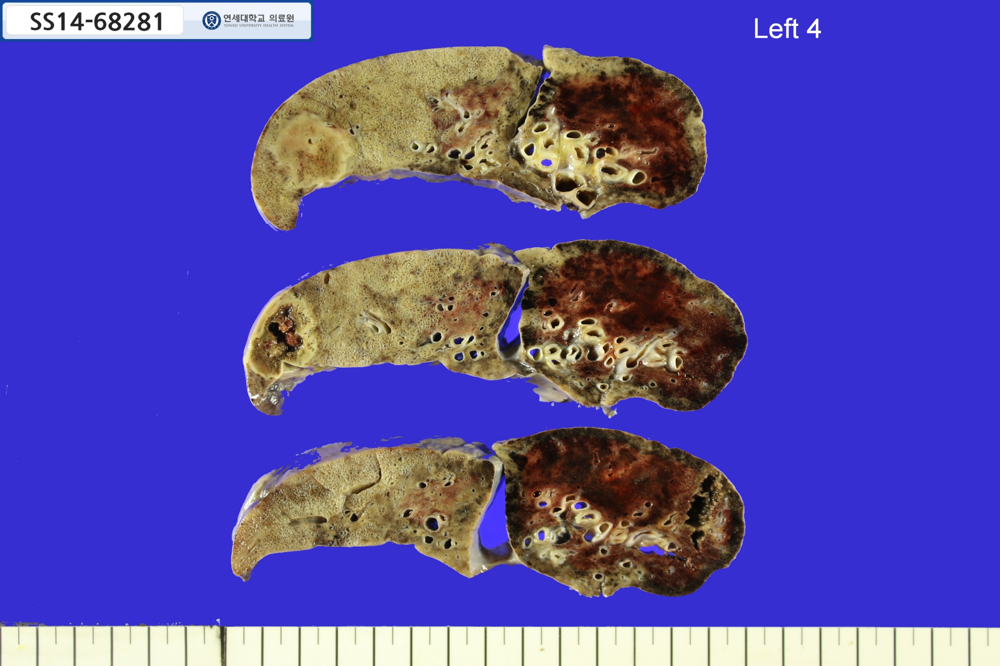 SS14-68281
연세대학교 의료원
YONSEI UNIVERSITY HEALTH SYSTEM
Left 4